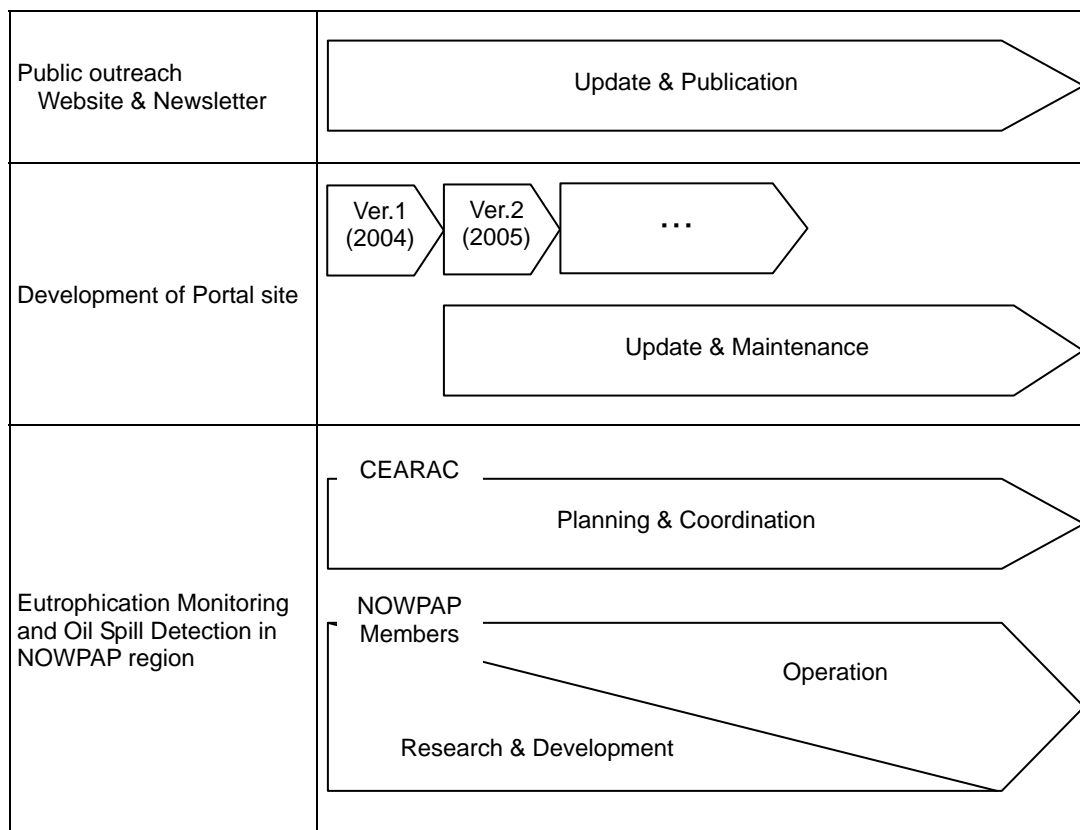 Public outreach
Website & Newsletter
Update & Publication
Development of Portal site
Ver.1
(2004)
Ver.2
(2005)
...
Update & Maintenance
Eutrophication Monitoring
and Oil Spill Detection in
NOWPAP region
CEARAC
Planning & Coordination
NOWPAP
Members
Operation
Research & Development